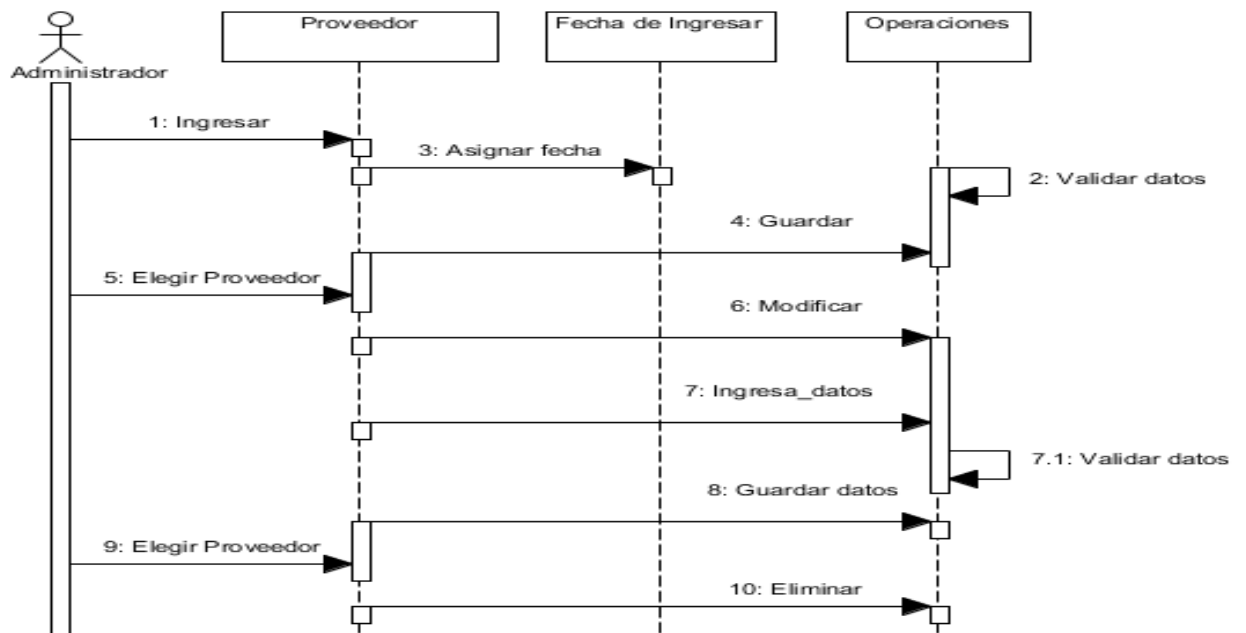 Proveedor
Fecha de Ingresar
Operaciones
Administrador
1: Ingresar
3: Asignar fecha
2: Validar datos
4: Guardar
5: Elegir Proveedor
6: Modificar
7: Ingresa_datos
7.1: Validar datos
8: Guardar datos
9: Elegir Proveedor
10: Eliminar